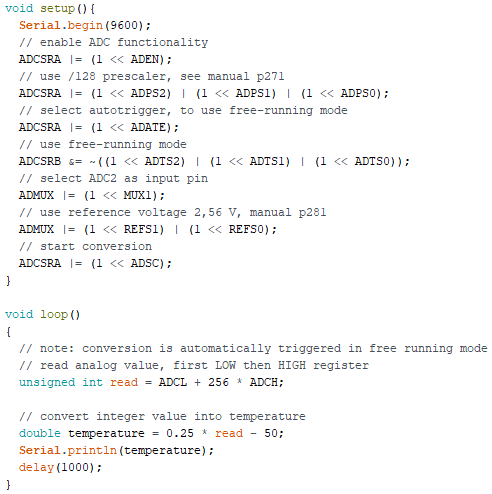 void setup(){
  Serial.begin(9600);
  // enable ADC functionality
  ADCSRA |= (1 << ADEN);
  // use /128 prescaler, see manual p271
  ADCSRA |= (1 << ADPS2) | (1 << ADPS1) | (1 << ADPS0);
  // select autotrigger, to use free-running mode
  ADCSRA |= (1 << ADATE);
  // use free-running mode
  ADCSRB &= ~((1 << ADTS2) | (1 << ADTS1) | (1 << ADTS0));
  // select ADC2 as input pin
  ADMUX |= (1 << MUX1);
  // use reference voltage 2,56 V, manual p281
  ADMUX |= (1 << REFS1) | (1 << REFS0);
  // start conversion
  ADCSRA |= (1 << ADSC);
}

void loop()
{
  // note: conversion is automatically triggered in free running mode
  // read analog value, first LOW then HIGH register
  unsigned int read = ADCL + 256 * ADCH;

  // convert integer value into temperature
  double temperature = 0.25 * read - 50;
  Serial.println(temperature);
  delay(1000);
}